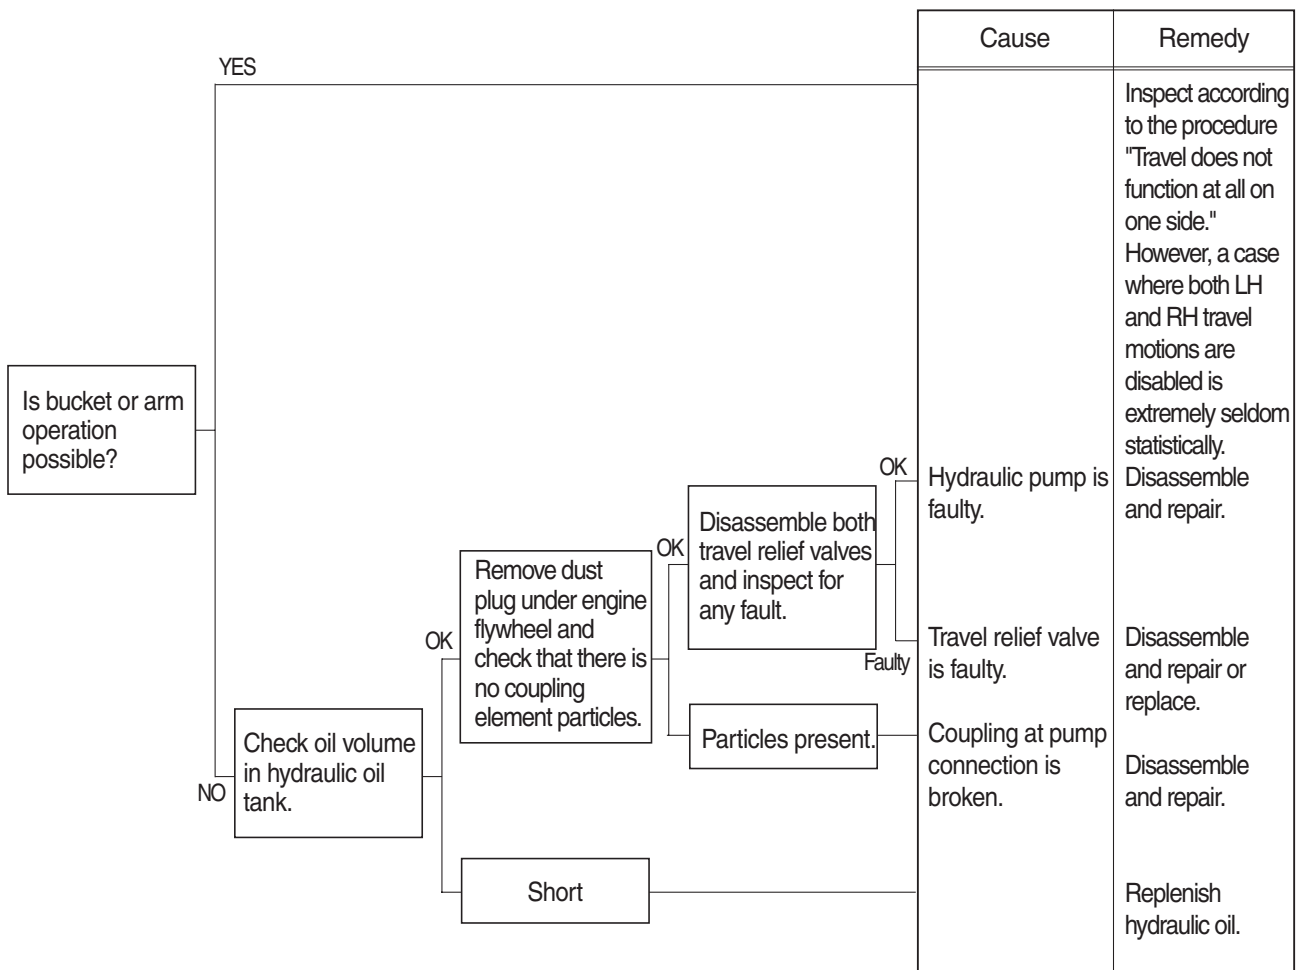 Cause
Remedy
YES
Inspect according
to the procedure
"Travel does not
function at all on
one side."
However, a case
where both LH
and RH travel
motions are
disabled is
extremely seldom
statistically.
Is bucket or arm
operation
possible?
NO
Check oil volume
in hydraulic oil
tank.
OK
Remove dust
plug under engine
flywheel and
check that there is
no coupling
element particles.
OK
Disassemble both
travel relief valves
and inspect for
any fault.
OK
Hydraulic pump is
faulty.
Disassemble
and repair.
Faulty
Travel relief valve
is faulty.
Disassemble
and repair or
replace.
Particles present.
Coupling at pump
connection is
broken.
Disassemble
and repair.
Short
Replenish
hydraulic oil.